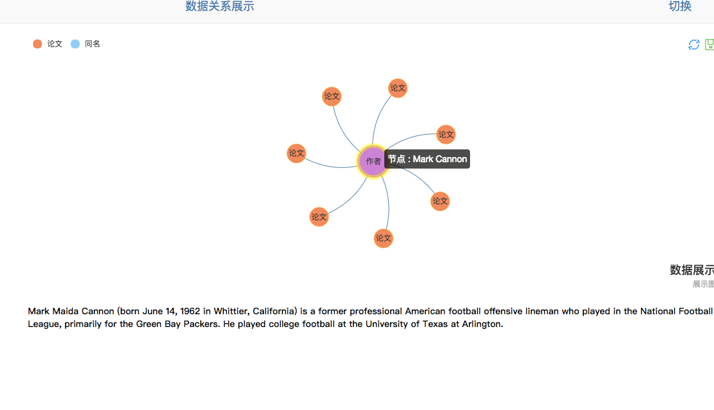 数据关系展示 切换
论文 同名
论文
论文
论文
论文
作者
节点 : Mark Cannon
论文
论文
论文
数据展示
展示图
Mark Maida Cannon (born June 14, 1962 in Whittier, California) is a former professional American football offensive lineman who played in the National Football
League, primarily for the Green Bay Packers. He played college football at the University of Texas at Arlington.